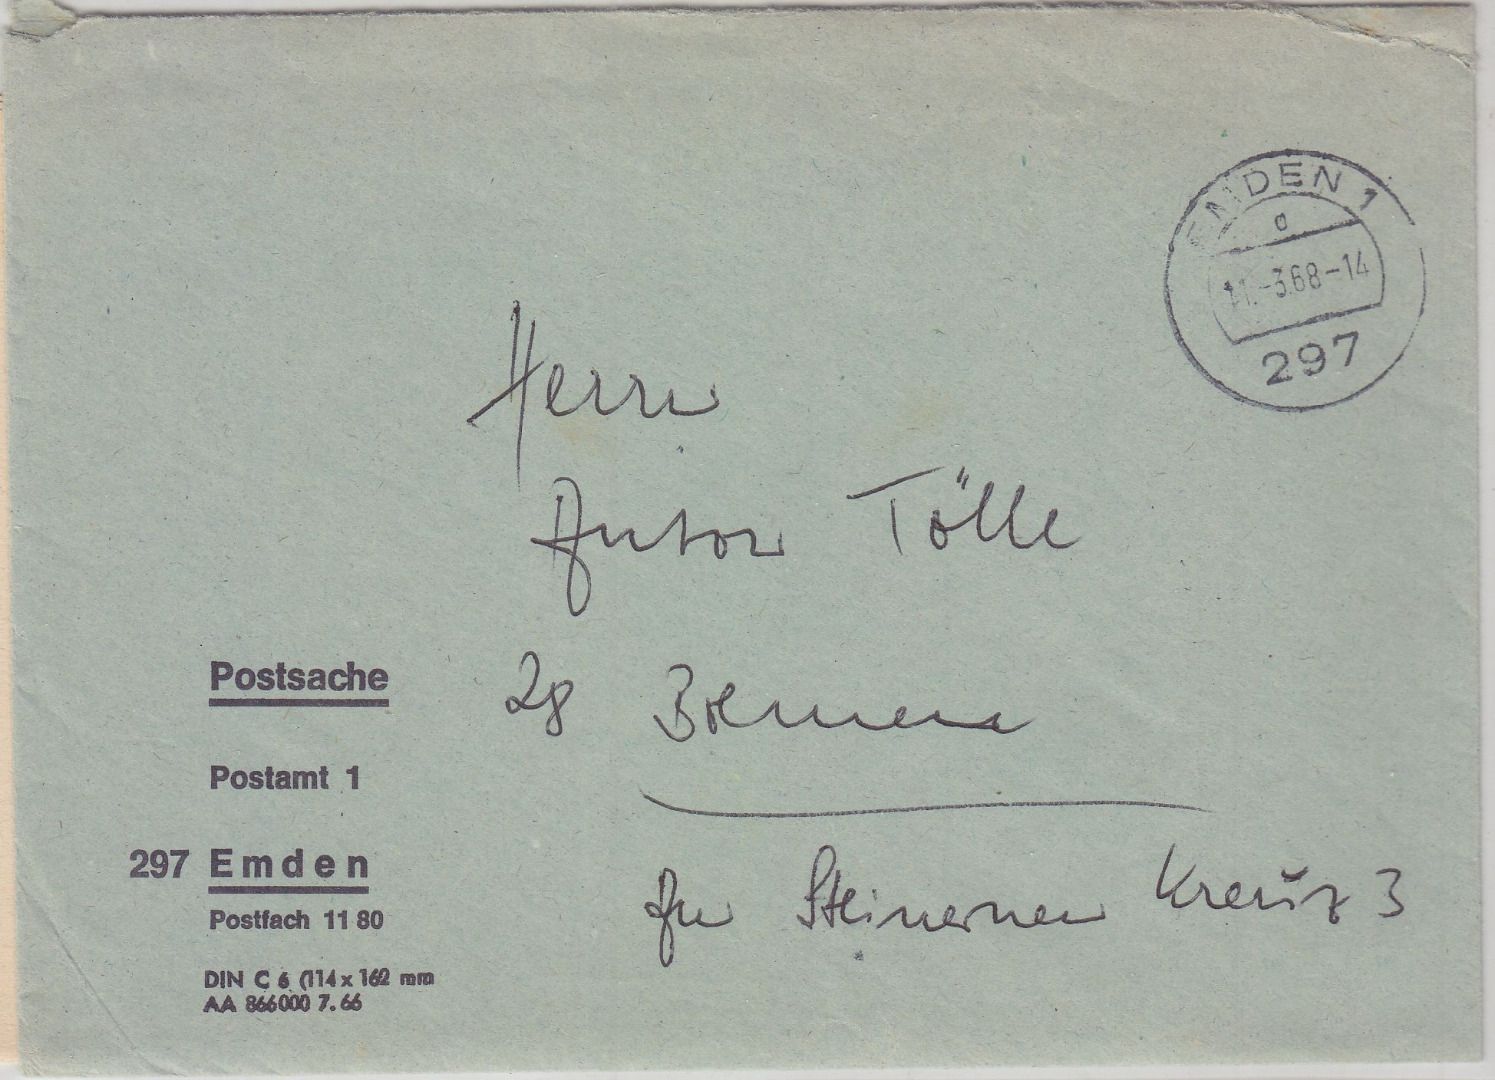 EMDEN 1
a
11.-3.68-14
297
Herrn
Anton Tölle
28 Bremen
Am Steinernen Kreuz 3
Postsache
Postamt 1
297 Emden
Postfach 11 80
DIN C 6 (114 x 162 mm
AA 866000 7.66